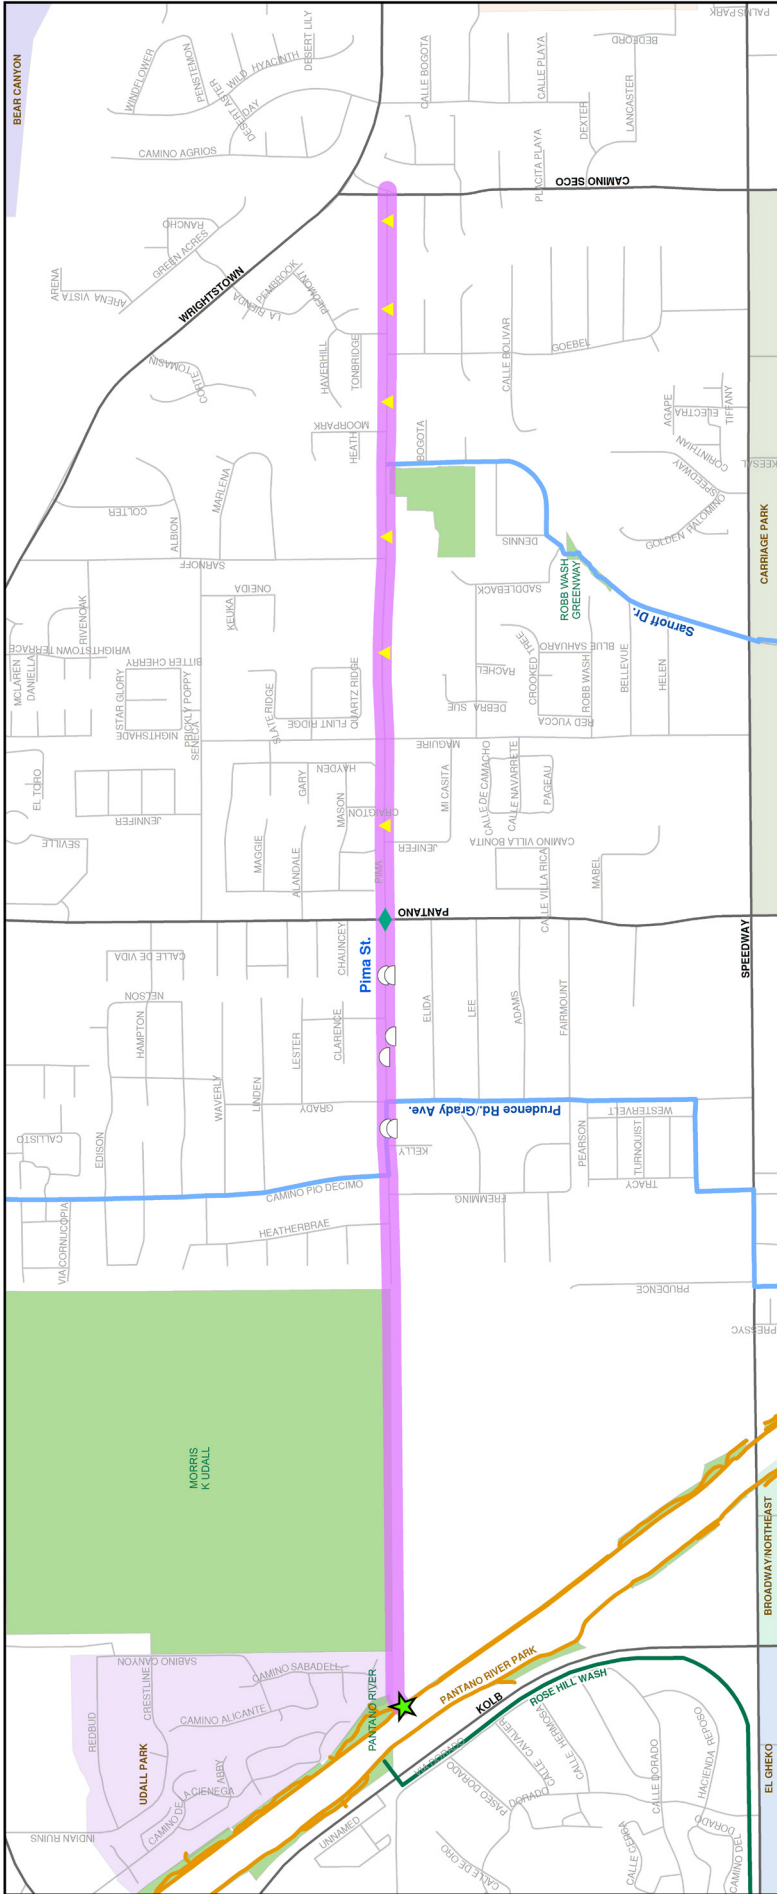 PALMS PARK
BEAR CANYON
WINDFLOWER
PENSTEMON
WILD HYACINTH
DESERT LILY
DESERT ASTER
DAY
CALLE BOGOTA
CALLE PLAYA
BEDFORD
LANCASTER
DEXTER
CAMINO AGRIOS
PLACITA PLAYA
CAMINO SECO
RANCHO
GREEN ACRES
ARENA
ARENA VISTA
WRIGHTSTOWN
LA RIENDA
PEMBROOK
PIEDMONT
HAVERHILL
TONBRIDGE
CALLE BOLIVAR
GOEBEL
CORTE TOMASIN
MOORPARK
HEATH
BOGOTA
AGAPE
ELECTRA
TIFFANY
CORINTHIAN
SPEEDWAY
KEESAL
GOLDEN PALOMINO
COLTER
ALBION
MARLENA
SARNOFF
DENNIS
CARRIAGE PARK
ROBB WASH
GREENWAY
SADDLEBACK
Sarnoff Dr.
ONEIDA
KEUKA
RIVENOAK
WRIGHTSTOWN TERRACE
MCLAREN
DANIELLA
BITTER CHERRY
STAR GLORY
PRICKLY POPPY
NIGHTSHADE
SENECA
SLATE RIDGE
FLINT RIDGE
QUARTZ RIDGE
CROOKED TREE
RACHEL
DEBRA SUE
BLUE SAHUARO
ROBB WASH
RED YUCCA
BELLEVUE
HELEN
MAGUIRE
EL TORO
JENNIFER
HAYDEN
GARY
MASON
CRAIGTON
MI CASITA
CALLE DE CAMACHO
CALLE NAVARRETE
PAGEAU
SEVILLE
MAGGIE
ALANDALE
PIMA
JENIFER
CAMINO VILLA BONITA
CALLE VILLA RICA
MABEL
PANTANO
SPEEDWAY
Pima St.
CHAUNCEY
CALLE DE VIDA
NELSON
HAMPTON
CLARENCE
LESTER
ELIDA
LEE
ADAMS
FAIRMOUNT
WAVERLY
LINDEN
GRADY
Prudence Rd./Grady Ave.
CALLISTO
EDISON
KELLY
WESTERVELT
PEARSON
TURNQUIST
TRACY
CAMINO PIO DECIMO
FREMMING
VIA CORNUCOPIA
HEATHERBRAE
PRUDENCE
MORRIS
K UDALL
BROADWAY/NORTHEAST
SABINO CANYON
CAMINO SABADELL
CRESTLINE
REDBUD
CAMINO ALICANTE
PANTANO RIVER
PANTANO RIVER PARK
KOLB
ROSE HILL WASH
UDALL PARK
ABBY
CAMINO DE LA CIENEGA
INDIAN RUINS
UNNAMED
VIA DORADO
PASEO DORADO
CALLE CAVALIER
CALLE HERMOSA
DORADO
CALLE DORADO
HACIENDA REPOSO
DORADO
CALLE DE ORO
CALLE CERCA
CAMINO DEL
EL GHEKO